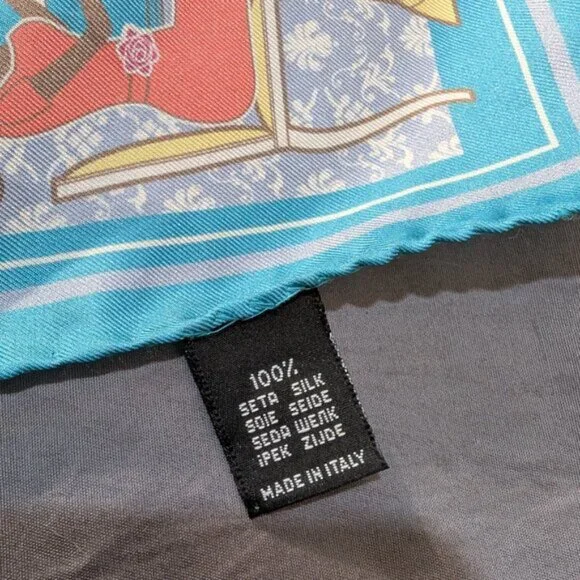 100%
SETA SILK
SOIE SEIDE
SEDA ШЕЛК
iPEK ZIJDE
MADE IN ITALY